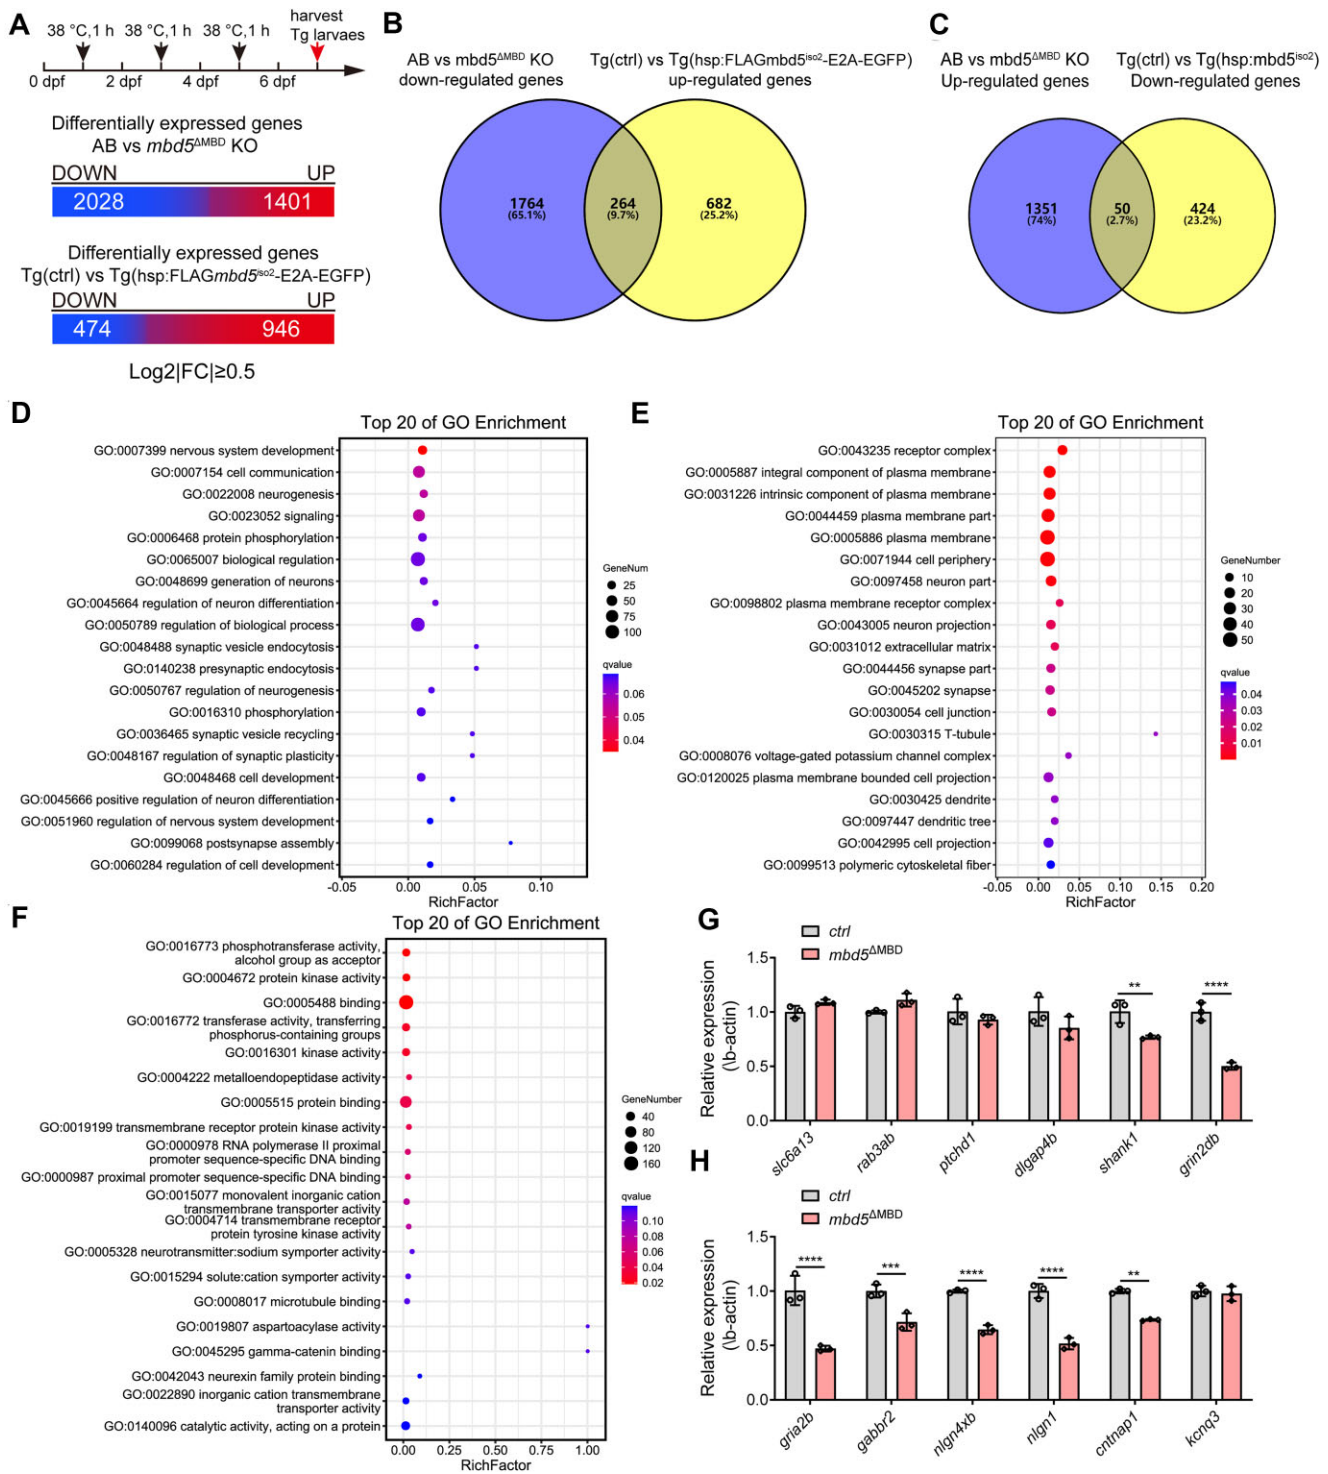 A
38 °C,1 h 38 °C,1 h 38 °C,1 h
harvest
Tg larvaes
0 dpf 2 dpf 4 dpf 6 dpf
Differentially expressed genes
AB vs mbd5ΔMBD KO
DOWN UP
2028 1401
Differentially expressed genes
Tg(ctrl) vs Tg(hsp:FLAGmbd5iso2-E2A-EGFP)
DOWN UP
474 946
Log2|FC|≥0.5
B
AB vs mbd5ΔMBD KO
down-regulated genes
Tg(ctrl) vs Tg(hsp:FLAGmbd5iso2-E2A-EGFP)
up-regulated genes
1764
(65.1%)
264
(9.7%)
682
(25.2%)
C
AB vs mbd5ΔMBD KO
Up-regulated genes
Tg(ctrl) vs Tg(hsp:mbd5iso2)
Down-regulated genes
1351
(74%)
50
(2.7%)
424
(23.2%)
D
Top 20 of GO Enrichment
GO:0007399 nervous system development
GO:0007154 cell communication
GO:0022008 neurogenesis
GO:0023052 signaling
GO:0006468 protein phosphorylation
GO:0065007 biological regulation
GO:0048699 generation of neurons
GO:0045664 regulation of neuron differentiation
GO:0050789 regulation of biological process
GO:0048488 synaptic vesicle endocytosis
GO:0140238 presynaptic endocytosis
GO:0050767 regulation of neurogenesis
GO:0016310 phosphorylation
GO:0036465 synaptic vesicle recycling
GO:0048167 regulation of synaptic plasticity
GO:0048468 cell development
GO:0045666 positive regulation of neuron differentiation
GO:0051960 regulation of nervous system development
GO:0099068 postsynapse assembly
GO:0060284 regulation of cell development
-0.05 0.00 0.05 0.10
RichFactor
GeneNum
25
50
75
100
qvalue
0.06
0.05
0.04
E
Top 20 of GO Enrichment
GO:0043235 receptor complex
GO:0005887 integral component of plasma membrane
GO:0031226 intrinsic component of plasma membrane
GO:0044459 plasma membrane part
GO:0005886 plasma membrane
GO:0071944 cell periphery
GO:0097458 neuron part
GO:0098802 plasma membrane receptor complex
GO:0043005 neuron projection
GO:0031012 extracellular matrix
GO:0044456 synapse part
GO:0045202 synapse
GO:0030054 cell junction
GO:0030315 T-tubule
GO:0008076 voltage-gated potassium channel complex
GO:0120025 plasma membrane bounded cell projection
GO:0030425 dendrite
GO:0097447 dendritic tree
GO:0042995 cell projection
GO:0099513 polymeric cytoskeletal fiber
-0.05 0.00 0.05 0.10 0.15 0.20
RichFactor
GeneNumber
10
20
30
40
50
qvalue
0.04
0.03
0.02
0.01
F
Top 20 of GO Enrichment
GO:0016773 phosphotransferase activity,
alcohol group as acceptor
GO:0004672 protein kinase activity
GO:0005488 binding
GO:0016772 transferase activity, transferring
phosphorus-containing groups
GO:0016301 kinase activity
GO:0004222 metalloendopeptidase activity
GO:0005515 protein binding
GO:0019199 transmembrane receptor protein kinase activity
GO:0000978 RNA polymerase II proximal
promoter sequence-specific DNA binding
GO:0000987 proximal promoter sequence-specific DNA binding
GO:0015077 monovalent inorganic cation
transmembrane transporter activity
GO:0004714 transmembrane receptor
protein tyrosine kinase activity
GO:0005328 neurotransmitter:sodium symporter activity
GO:0015294 solute:cation symporter activity
GO:0008017 microtubule binding
GO:0019807 aspartoacylase activity
GO:0045295 gamma-catenin binding
GO:0042043 neurexin family protein binding
GO:0022890 inorganic cation transmembrane
transporter activity
GO:0140096 catalytic activity, acting on a protein
0.00 0.25 0.50 0.75 1.00
RichFactor
GeneNumber
40
80
120
160
qvalue
0.10
0.08
0.06
0.04
0.02
G
ctrl
mbd5ΔMBD
Relative expression
(\b-actin)
1.5
1.0
0.5
0.0
** ****
slc6a13 rab3ab ptchd1 dlgap4b shank1 grin2db
H
ctrl
mbd5ΔMBD
Relative expression
(\b-actin)
1.5
1.0
0.5
0.0
**** *** **** **** **
gria2b gabbr2 nlgn4xb nlgn1 cntnap1 kcnq3